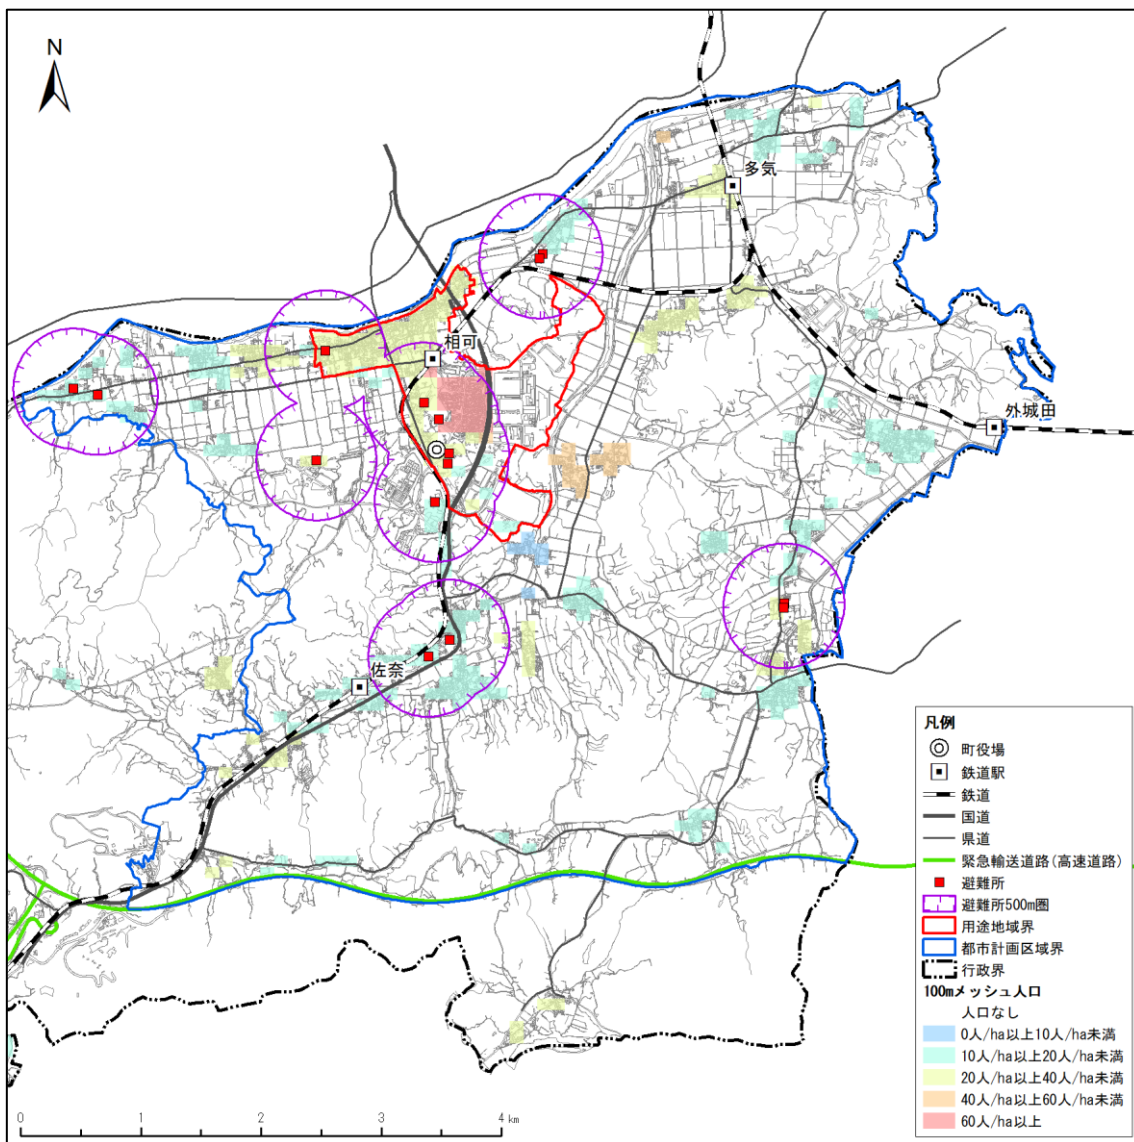 N
多気
相可
外城田
佐奈
凡例
町役場
鉄道駅
鉄道
国道
県道
緊急輸送道路(高速道路)
避難所
避難所500m圏
用途地域界
都市計画区域界
行政界
100mメッシュ人口
人口なし
0人/ha以上10人/ha未満
10人/ha以上20人/ha未満
20人/ha以上40人/ha未満
40人/ha以上60人/ha未満
60人/ha以上
0 1 2 3 4 km